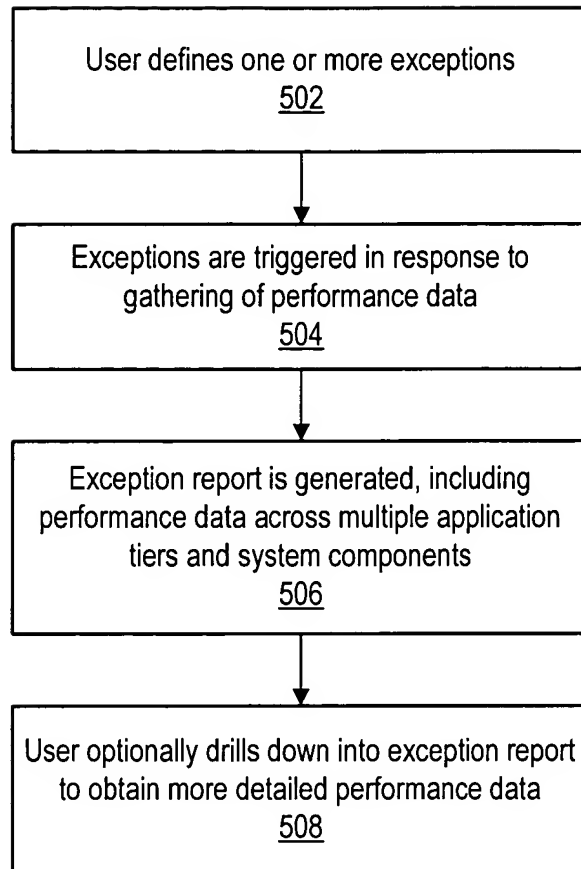 User defines one or more exceptions
502
Exceptions are triggered in response to
gathering of performance data
504
Exception report is generated, including
performance data across multiple application
tiers and system components
506
User optionally drills down into exception report
to obtain more detailed performance data
508